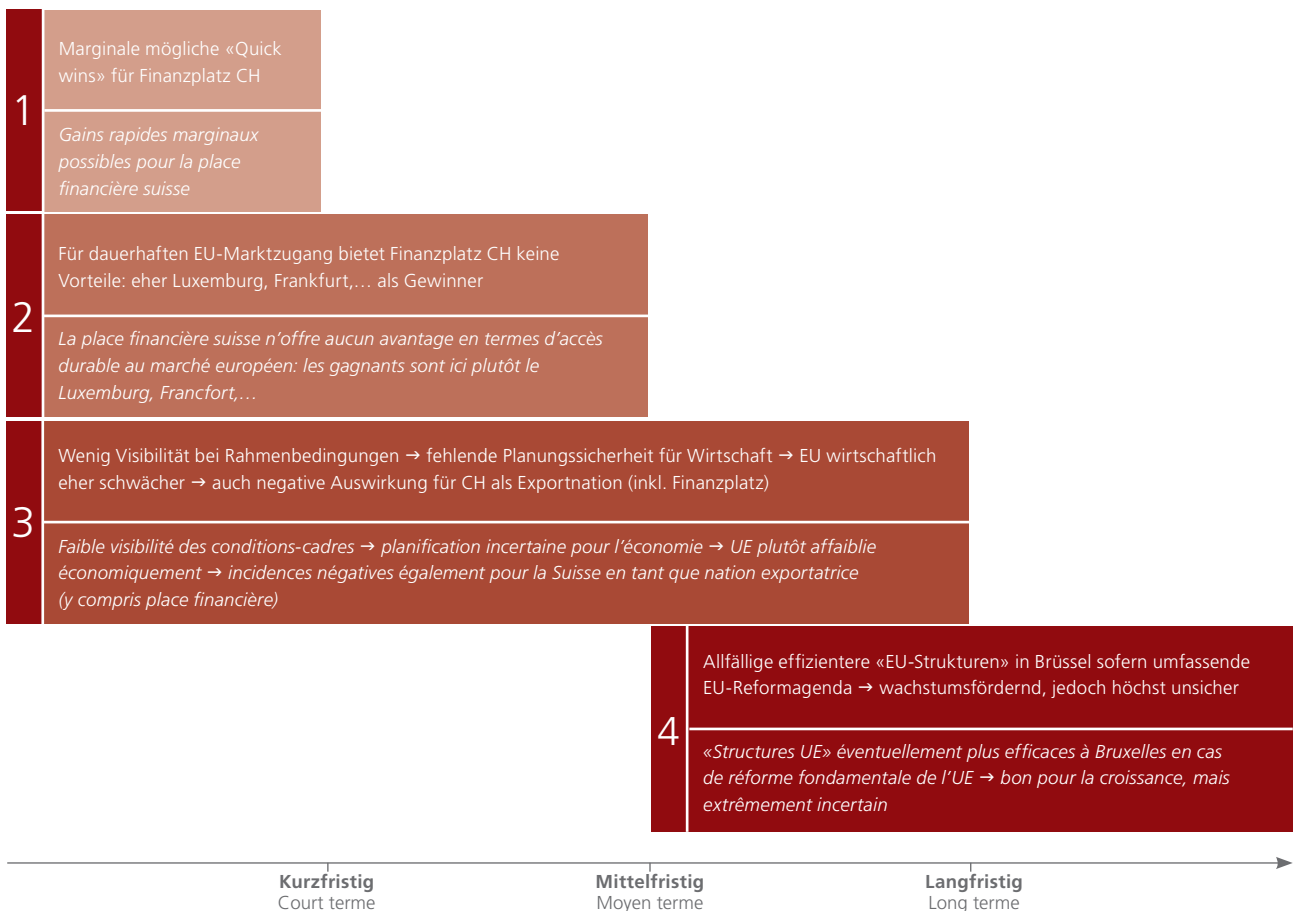 1
Marginale mögliche «Quick
wins» für Finanzplatz CH
Gains rapides marginaux
possibles pour la place
financière suisse
2
Für dauerhaften EU-Marktzugang bietet Finanzplatz CH keine
Vorteile: eher Luxemburg, Frankfurt,… als Gewinner
La place financière suisse n’offre aucun avantage en termes d’accès
durable au marché européen: les gagnants sont ici plutôt le
Luxemburg, Francfort,…
3
Wenig Visibilität bei Rahmenbedingungen → fehlende Planungssicherheit für Wirtschaft → EU wirtschaftlich
eher schwächer → auch negative Auswirkung für CH als Exportnation (inkl. Finanzplatz)
Faible visibilité des conditions-cadres → planification incertaine pour l’économie → UE plutôt affaiblie
économiquement → incidences négatives également pour la Suisse en tant que nation exportatrice
(y compris place financière)
4
Allfällige effizientere «EU-Strukturen» in Brüssel sofern umfassende
EU-Reformagenda → wachstumsfördernd, jedoch höchst unsicher
«Structures UE» éventuellement plus efficaces à Bruxelles en cas
de réforme fondamentale de l’UE → bon pour la croissance, mais
extrêmement incertain
Kurzfristig
Court terme
Mittelfristig
Moyen terme
Langfristig
Long terme